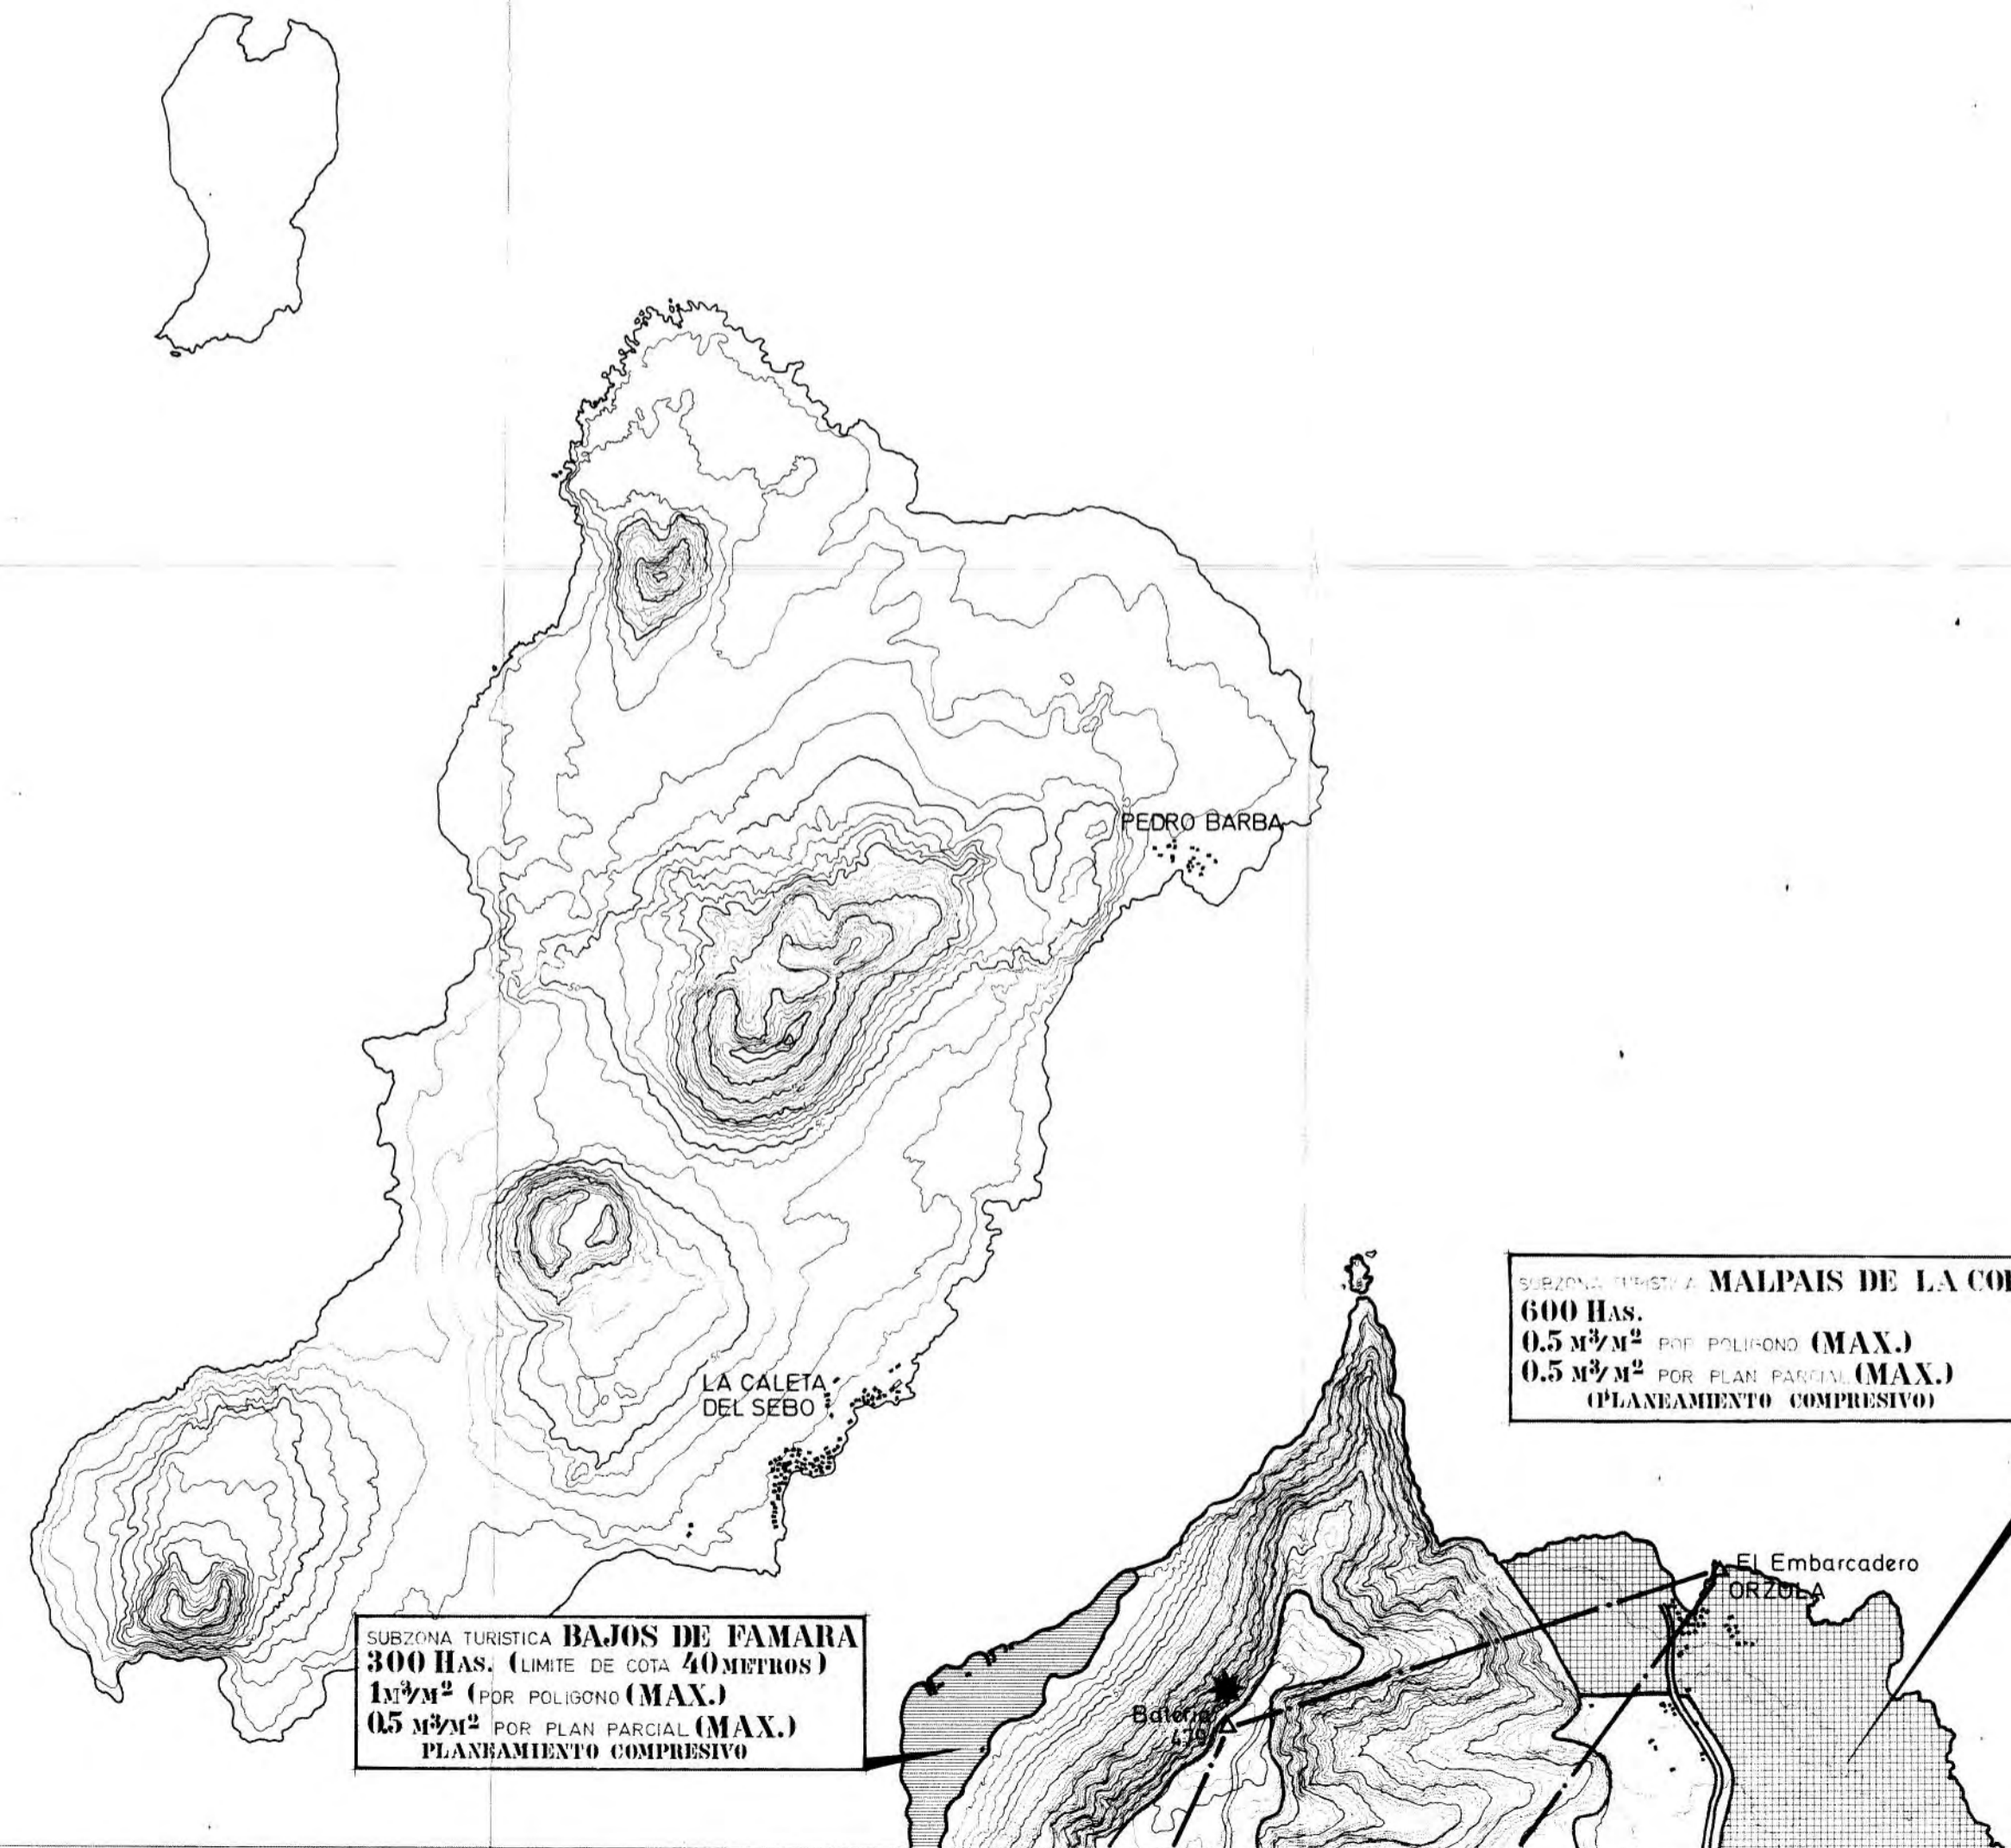 PEDRO BARBA
LA CALETA
DEL SEBO
SUBZONA TURISTICA MALPAIS DE LA
600 HAS.
0.5 M³/M² POR POLIGONO (MAX.)
0.5 M³/M² POR PLAN PARCIAL (MAX.)
(PLANEAMIENTO COMPRESIVO)
El Embarcadero
ORZOLA
SUBZONA TURISTICA BAJOS DE FAMARA
300 HAS. (LIMITE DE COTA 40 METROS)
1 M³/M² (POR POLIGONO (MAX.)
0.5 M³/M² POR PLAN PARCIAL (MAX.)
PLANEAMIENTO COMPRESIVO
Bateria
479